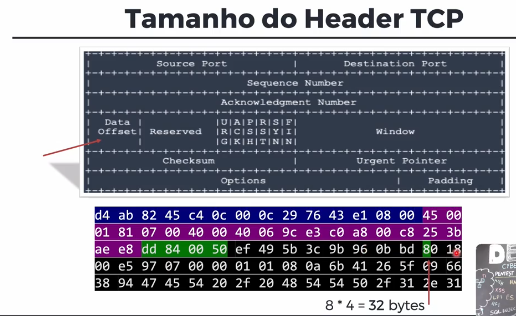 Tamanho do Header TCP
Source Port | Destination Port
Sequence Number
Acknowledgment Number
Data | |U|A|P|R|S|F|
Offset| Reserved |R|C|S|S|Y|I| Window
|G|K|H|T|N|N|
Checksum | Urgent Pointer
Options | Padding
d4 ab 82 45 c4 0c 00 0c 29 76 43 e1 08 00 45 00
01 81 07 00 40 00 40 06 9c e3 c0 a8 00 c8 25 3b
ae e8 dd 84 00 50 ef 49 5b 3c 9b 96 0b bd 80 18
00 e5 97 07 00 00 01 01 08 0a 6b 41 26 5f 09 66
38 94 47 45 54 20 2f 20 48 54 54 50 2f 31 2e 31
8 * 4 = 32 bytes